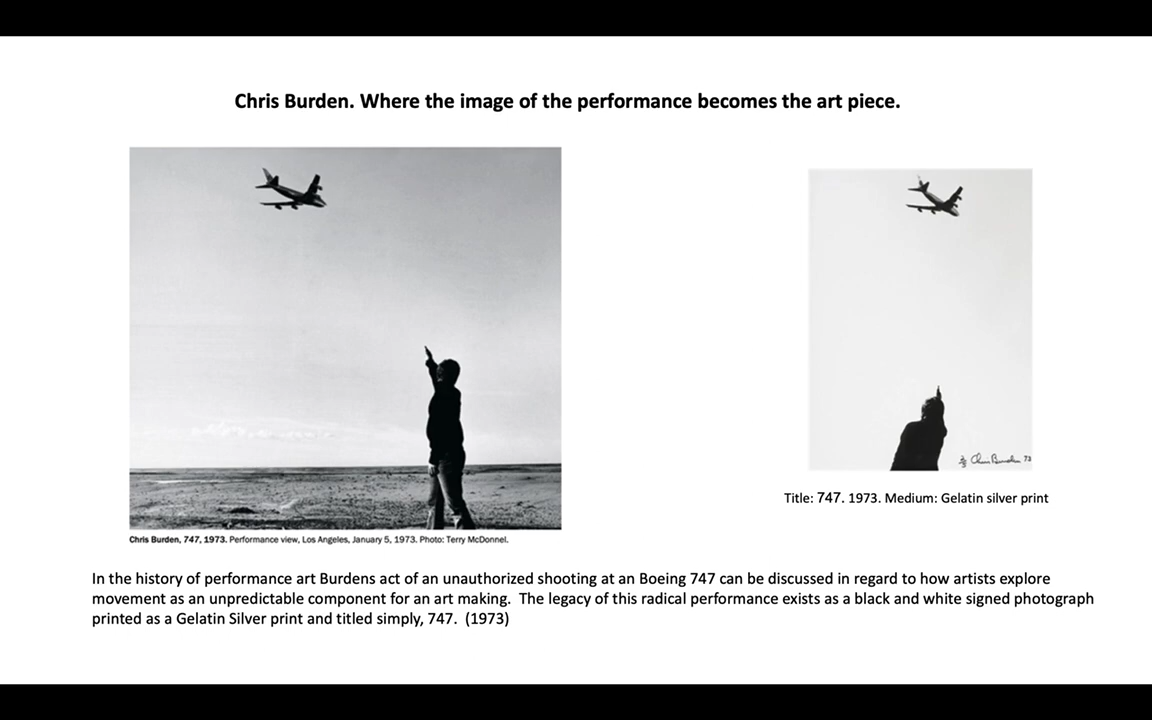 Chris Burden. Where the image of the performance becomes the art piece.
Chris Burden, 747, 1973. Performance view, Los Angeles, January 5, 1973. Photo: Terry McDonnel.
Chris Burden 73
Title: 747. 1973. Medium: Gelatin silver print
In the history of performance art Burdens act of an unauthorized shooting at an Boeing 747 can be discussed in regard to how artists explore
movement as an unpredictable component for an art making.  The legacy of this radical performance exists as a black and white signed photograph
printed as a Gelatin Silver print and titled simply, 747.  (1973)